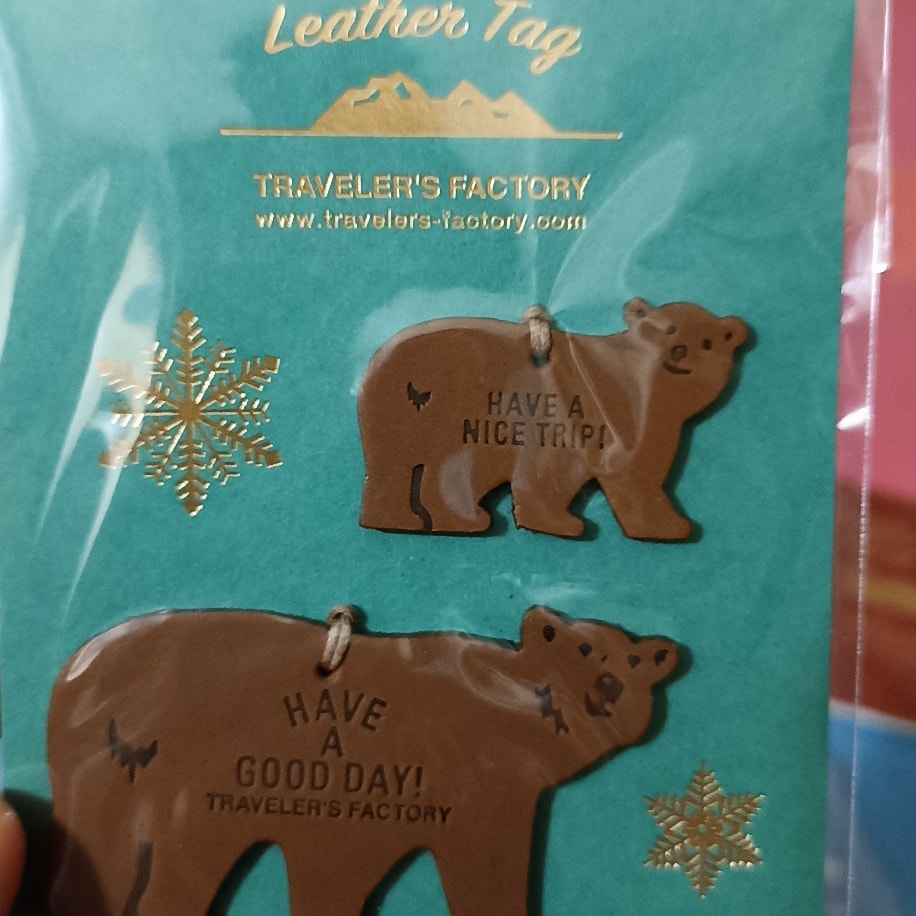 Leather Tag
TRAVELER'S FACTORY
www.travelers-factory.com
HAVE A
NICE TRIP!
HAVE
A
GOOD DAY!
TRAVELER'S FACTORY